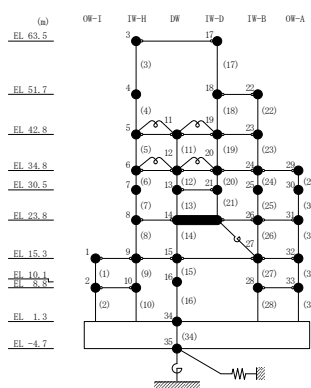 (m) OW-I IW-H DW IW-D IW-B OW-A
EL 63.5 3 17
(3) (17)
EL 51.7 4 18 22
(4) (18) (22)
11 19
EL 42.8 5 23
(5) (11) (19) (23)
12 20
EL 34.8 6 24 29
(6) (12) (20) (24)
EL 30.5 7 13 21 25 30
(7) (13) (21) (25)
EL 23.8 8 14 26 31
(8) (14) (26)
27
EL 15.3 1 9 15 32
(1) (9) (15) (27)
EL 10.1 16
EL 8.8 2 10 28 33
(2) (10) (16) (28)
EL 1.3 34
(34)
EL -4.7 35